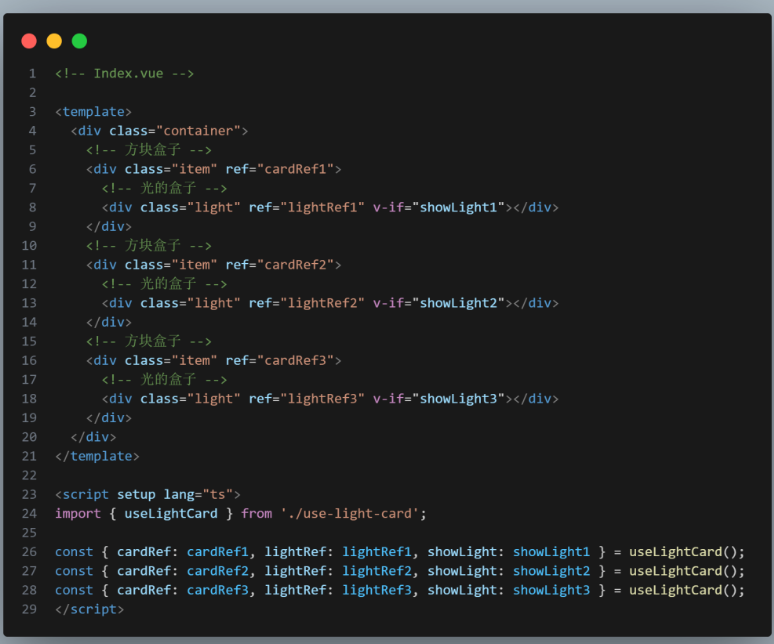 1 <!-- Index.vue -->
2
3 <template>
4   <div class="container">
5     <!-- 方块盒子 -->
6     <div class="item" ref="cardRef1">
7       <!-- 光的盒子 -->
8       <div class="light" ref="lightRef1" v-if="showLight1"></div>
9     </div>
10     <!-- 方块盒子 -->
11     <div class="item" ref="cardRef2">
12       <!-- 光的盒子 -->
13       <div class="light" ref="lightRef2" v-if="showLight2"></div>
14     </div>
15     <!-- 方块盒子 -->
16     <div class="item" ref="cardRef3">
17       <!-- 光的盒子 -->
18       <div class="light" ref="lightRef3" v-if="showLight3"></div>
19     </div>
20   </div>
21 </template>
22
23 <script setup lang="ts">
24 import { useLightCard } from './use-light-card';
25
26 const { cardRef: cardRef1, lightRef: lightRef1, showLight: showLight1 } = useLightCard();
27 const { cardRef: cardRef2, lightRef: lightRef2, showLight: showLight2 } = useLightCard();
28 const { cardRef: cardRef3, lightRef: lightRef3, showLight: showLight3 } = useLightCard();
29 </script>